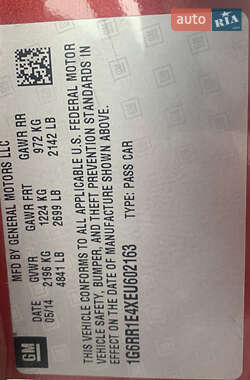 auto
RIA.com
MFD BY GENERAL MOTORS LLC
DATE GVWR GAWR FRT GAWR RR
05/14 2196 KG 1224 KG 972 KG
4841 LB 2699 LB 2142 LB
THIS VEHICLE CONFORMS TO ALL APPLICABLE U.S. FEDERAL MOTOR
VEHICLE SAFETY, BUMPER, AND THEFT PREVENTION STANDARDS IN
EFFECT ON THE DATE OF MANUFACTURE SHOWN ABOVE.
1G6RR1E4XEU602163 TYPE: PASS CAR
GM